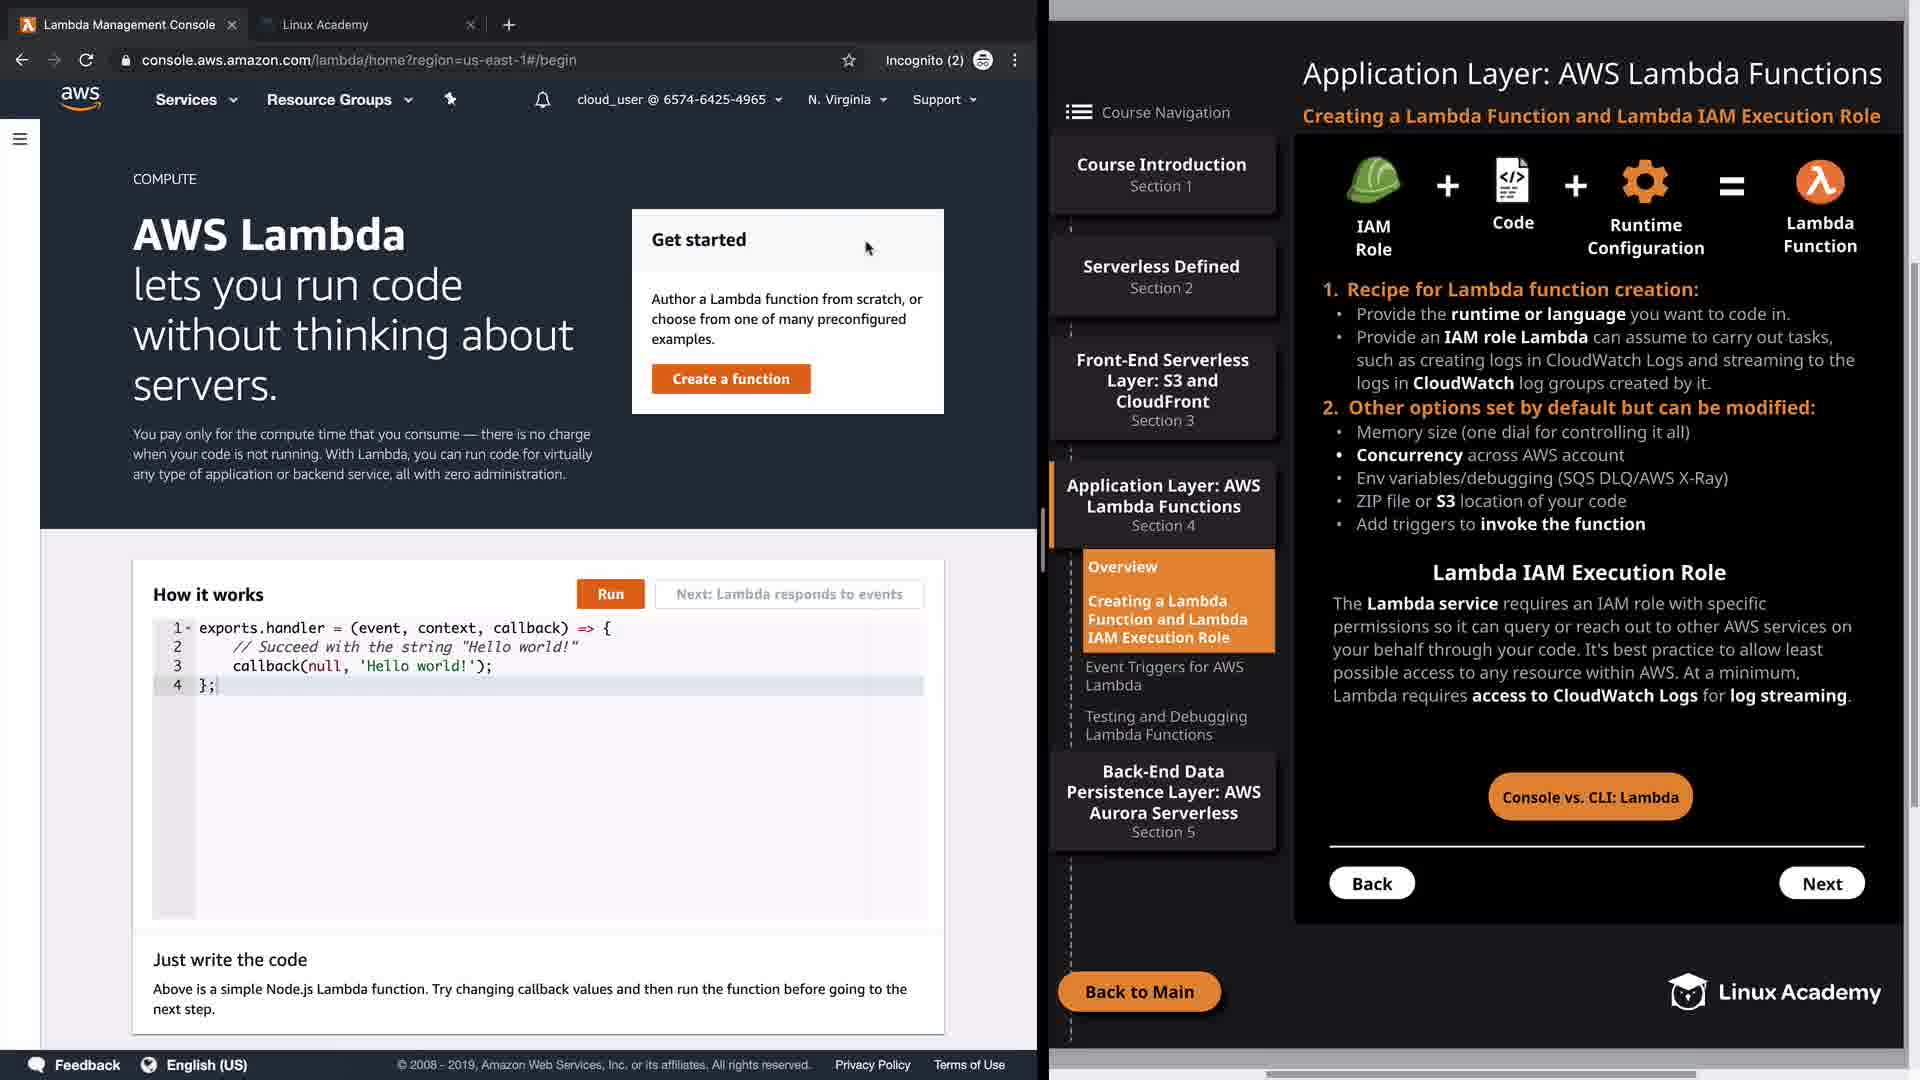 Lambda Management Console
Linux Academy
console.aws.amazon.com/lambda/home?region=us-east-1#/begin
Incognito (2)
aws
Services
Resource Groups
cloud_user @ 6574-6425-4965
N. Virginia
Support
COMPUTE
AWS Lambda
lets you run code
without thinking about
servers.
You pay only for the compute time that you consume — there is no charge
when your code is not running. With Lambda, you can run code for virtually
any type of application or backend service, all with zero administration.
Get started
Author a Lambda function from scratch, or
choose from one of many preconfigured
examples.
Create a function
How it works
Run
Next: Lambda responds to events
1 exports.handler = (event, context, callback) => {
2 // Succeed with the string "Hello world!"
3 callback(null, 'Hello world!');
4 };
Just write the code
Above is a simple Node.js Lambda function. Try changing callback values and then run the function before going to the
next step.
Feedback
English (US)
© 2008 - 2019, Amazon Web Services, Inc. or its affiliates. All rights reserved.
Privacy Policy
Terms of Use
Application Layer: AWS Lambda Functions
Creating a Lambda Function and Lambda IAM Execution Role
Course Navigation
Course Introduction
Section 1
Serverless Defined
Section 2
Front-End Serverless
Layer: S3 and
CloudFront
Section 3
Application Layer: AWS
Lambda Functions
Section 4
Overview
Creating a Lambda
Function and Lambda
IAM Execution Role
Event Triggers for AWS
Lambda
Testing and Debugging
Lambda Functions
Back-End Data
Persistence Layer: AWS
Aurora Serverless
Section 5
Back to Main
IAM
Role
+
</>
Code
+
Runtime
Configuration
=
λ
Lambda
Function
1. Recipe for Lambda function creation:
• Provide the runtime or language you want to code in.
• Provide an IAM role Lambda can assume to carry out tasks,
such as creating logs in CloudWatch Logs and streaming to the
logs in CloudWatch log groups created by it.
2. Other options set by default but can be modified:
• Memory size (one dial for controlling it all)
• Concurrency across AWS account
• Env variables/debugging (SQS DLQ/AWS X-Ray)
• ZIP file or S3 location of your code
• Add triggers to invoke the function
Lambda IAM Execution Role
The Lambda service requires an IAM role with specific
permissions so it can query or reach out to other AWS services on
your behalf through your code. It's best practice to allow least
possible access to any resource within AWS. At a minimum,
Lambda requires access to CloudWatch Logs for log streaming.
Console vs. CLI: Lambda
Back
Next
Linux Academy